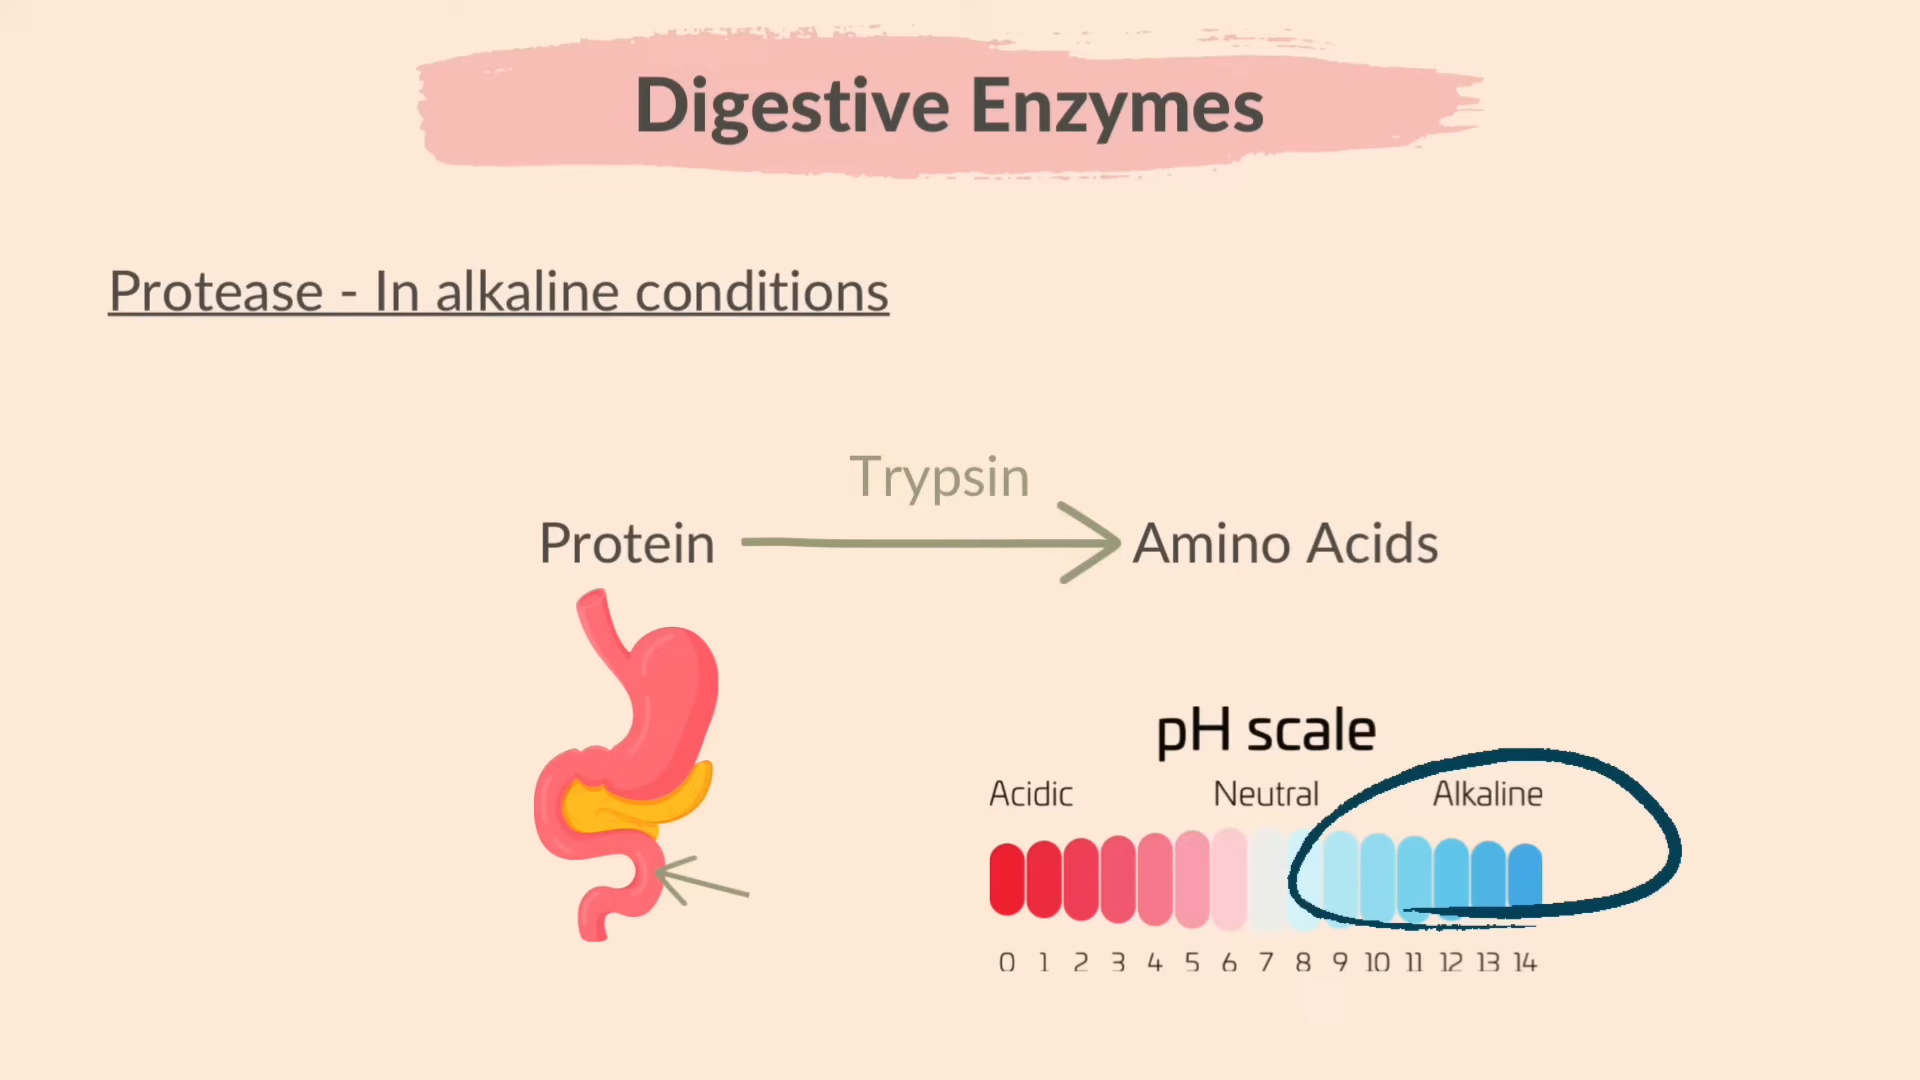 Digestive Enzymes
Protease - In alkaline conditions
Trypsin
Protein
Amino Acids
pH scale
Acidic Neutral Alkaline
0 1 2 3 4 5 6 7 8 9 10 11 12 13 14